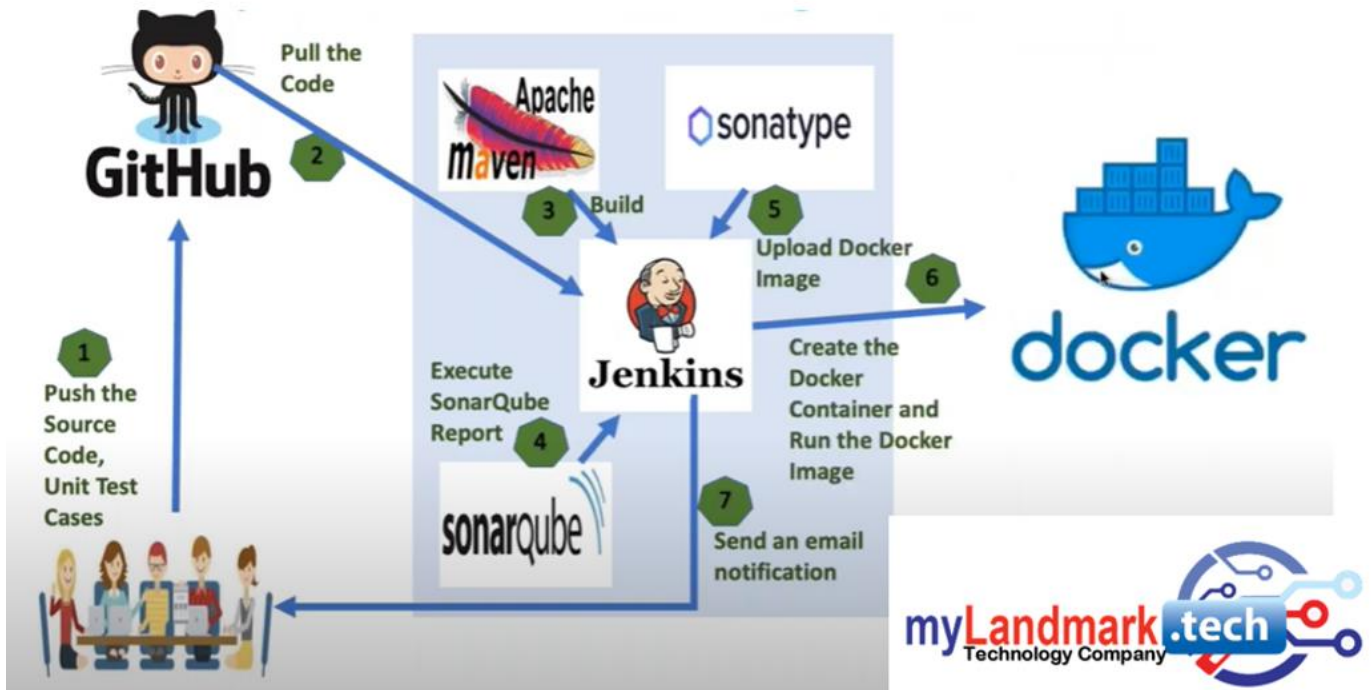 GitHub
Pull the
Code
2
Apache
maven
3
Build
sonatype
5
Upload Docker
Image
6
docker
Jenkins
1
Push the
Source
Code,
Unit Test
Cases
Execute
SonarQube
Report
4
sonarqube
Create the
Docker
Container and
Run the Docker
Image
7
Send an email
notification
myLandmark.tech
Technology Company